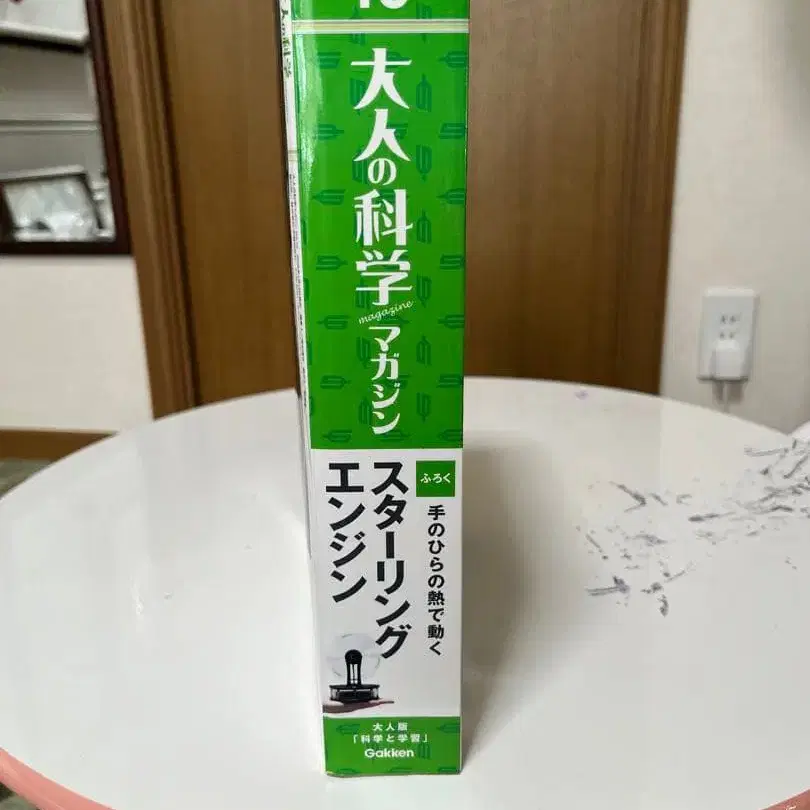 大人の科学
magazine
マガジン
ふろく
手のひらの熱で動く
スターリング
エンジン
大人版
「科学と学習」
Gakken